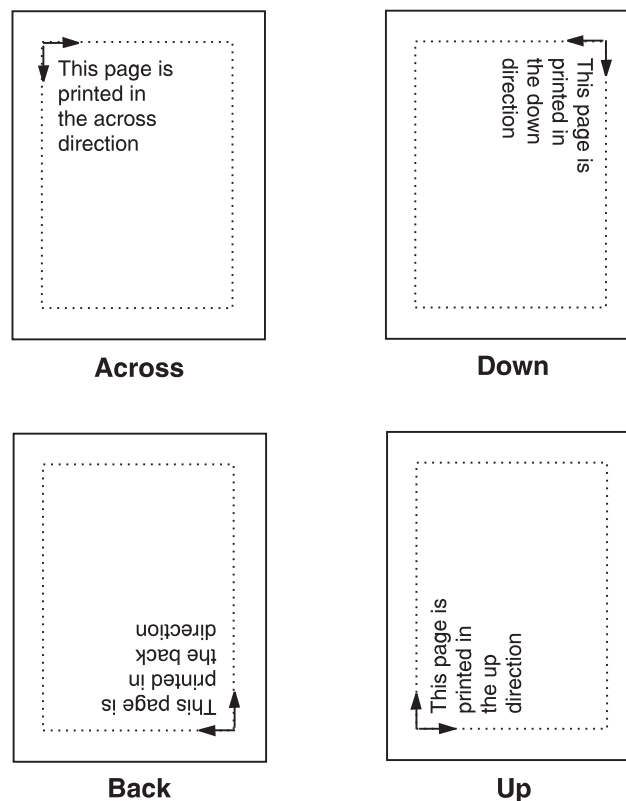 This page is
printed in
the across
direction
Across
This page is
printed in
the down
direction
Down
This page is
printed in
the back
direction
Back
This page is
printed in
the up
direction
Up